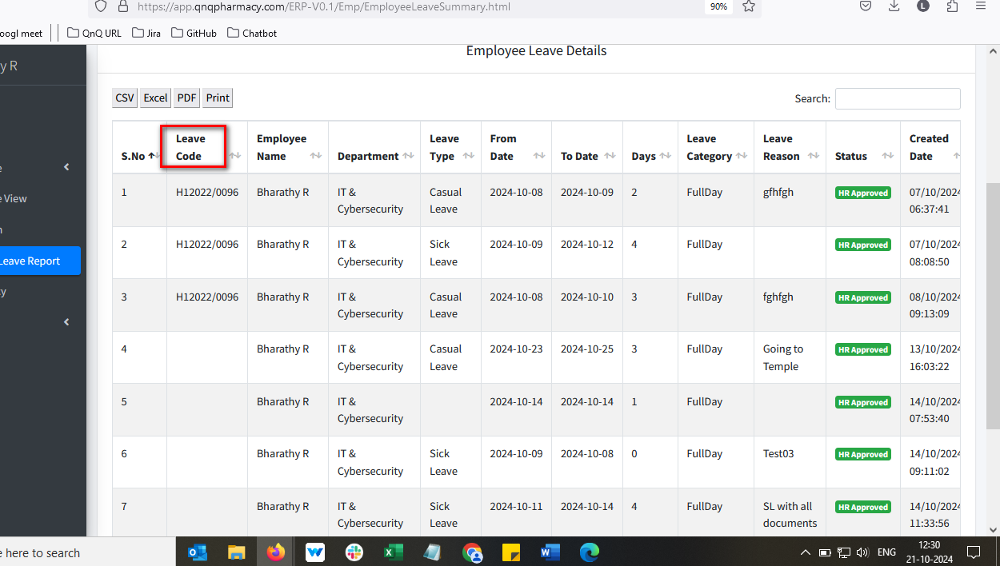 https://app.qnqpharmacy.com/ERP-V0.1/Emp/EmployeeLeaveSummary.html 90% L
oogl meet QnQ URL Jira GitHub Chatbot
y R
e
e View
n
Leave Report
cy
Employee Leave Details
CSV Excel PDF Print Search:
S.No Leave Code Employee Name Department Leave Type From Date To Date Days Leave Category Leave Reason Status Created Date
1 H12022/0096 Bharathy R IT & Cybersecurity Casual Leave 2024-10-08 2024-10-09 2 FullDay gfhfgh HR Approved 07/10/2024 06:37:41
2 H12022/0096 Bharathy R IT & Cybersecurity Sick Leave 2024-10-09 2024-10-12 4 FullDay HR Approved 07/10/2024 08:08:50
3 H12022/0096 Bharathy R IT & Cybersecurity Casual Leave 2024-10-08 2024-10-10 3 FullDay fghfgh HR Approved 08/10/2024 09:13:09
4 Bharathy R IT & Cybersecurity Casual Leave 2024-10-23 2024-10-25 3 FullDay Going to Temple HR Approved 13/10/2024 16:03:22
5 Bharathy R IT & Cybersecurity 2024-10-14 2024-10-14 1 FullDay HR Approved 14/10/2024 07:53:40
6 Bharathy R IT & Cybersecurity Sick Leave 2024-10-09 2024-10-08 0 FullDay Test03 HR Approved 14/10/2024 09:11:02
7 Bharathy R IT & Cybersecurity Sick Leave 2024-10-11 2024-10-14 4 FullDay SL with all documents HR Approved 14/10/2024 11:33:56
e here to search ENG 12:30
21-10-2024